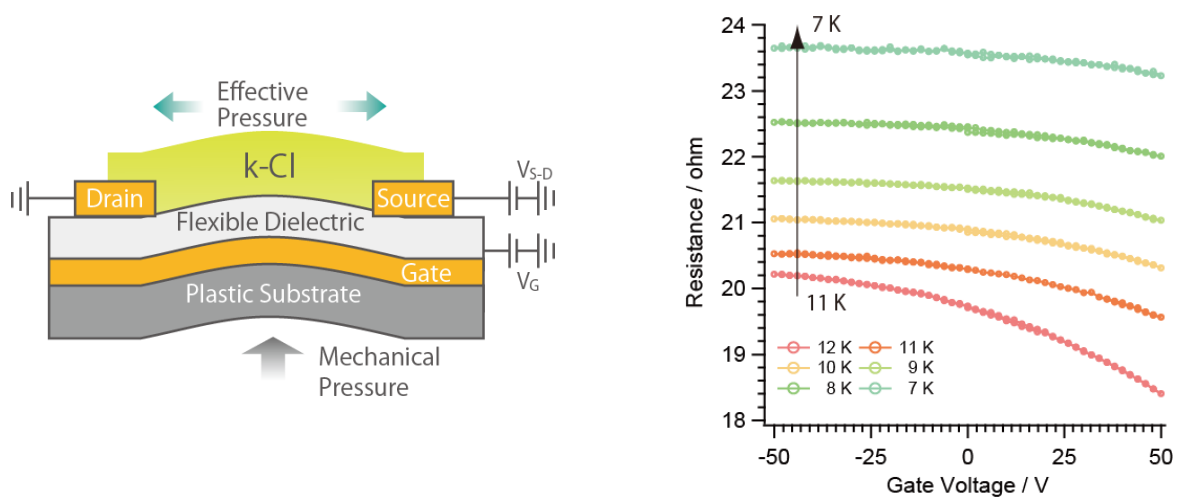 Effective
Pressure
k-Cl
Drain
Source
VS-D
Flexible Dielectric
Gate
VG
Plastic Substrate
Mechanical
Pressure
24
23
22
21
20
19
18
Resistance / ohm
7 K
11 K
12 K
11 K
10 K
9 K
8 K
7 K
-50
-25
0
25
50
Gate Voltage / V